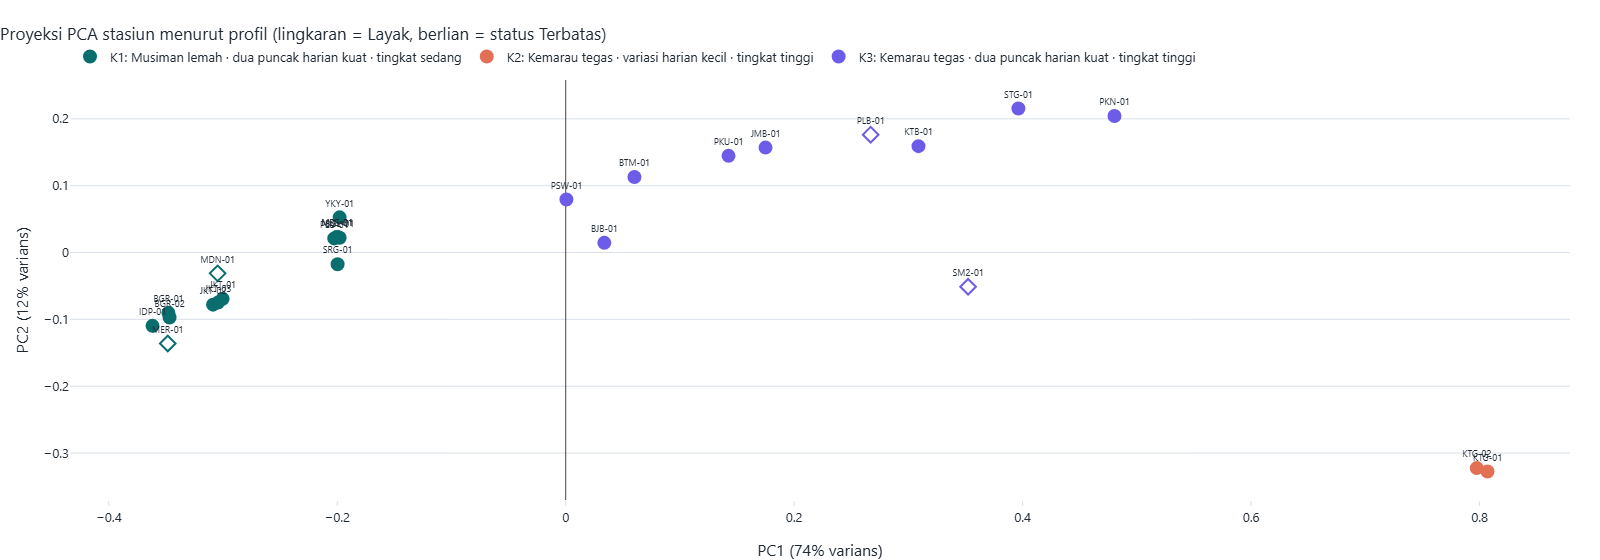 Proyeksi PCA stasiun menurut profil (lingkaran = Layak, berlian = status Terbatas)
K1: Musiman lemah · dua puncak harian kuat · tingkat sedang
K2: Kemarau tegas · variasi harian kecil · tingkat tinggi
K3: Kemarau tegas · dua puncak harian kuat · tingkat tinggi
STG-01
PKN-01
PLB-01
KTB-01
JMB-01
PKU-01
BTM-01
PSW-01
BJB-01
YKY-01
SRG-01
MDN-01
SM2-01
BGR-01
BGR-02
MER-01
KTG-02
KTG-01
PC2 (12% varians)
0.2
0.1
0
−0.1
−0.2
−0.3
−0.4
−0.2
0
0.2
0.4
0.6
0.8
PC1 (74% varians)